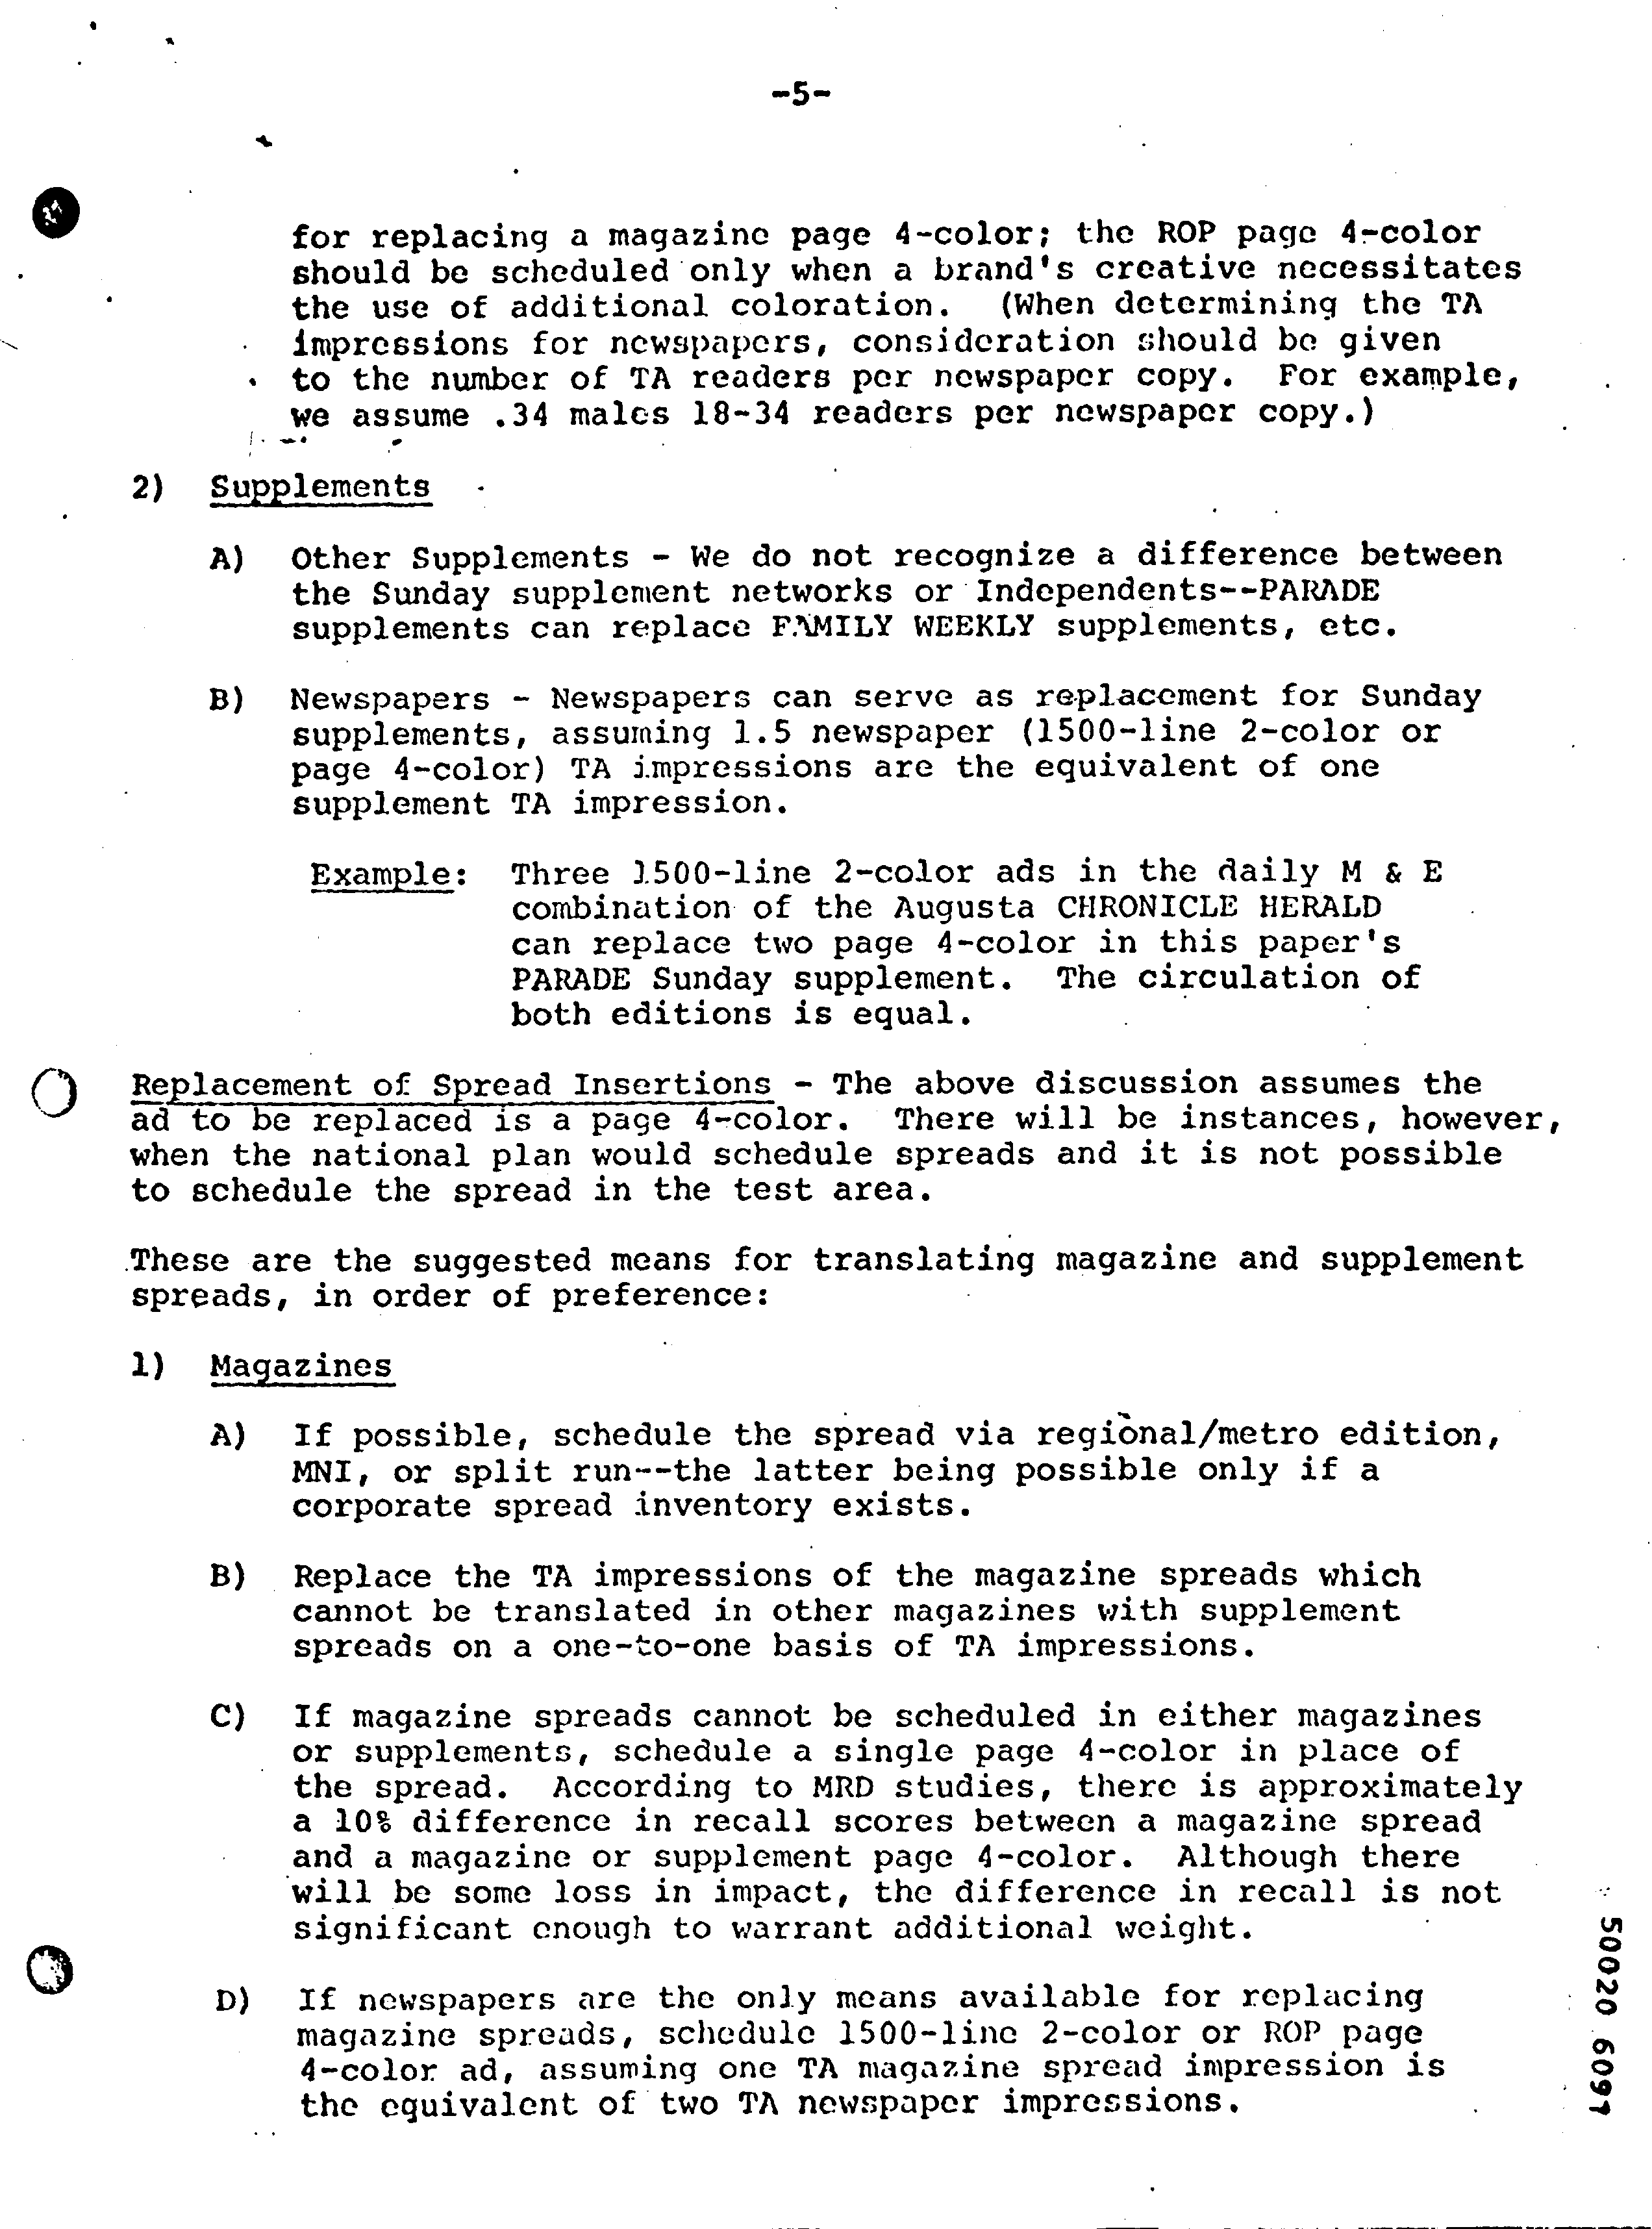 -5-
for replacing a magazine page 4-color; the ROP page 4-color
should be scheduled only when a brand's creative necessitates
the use of additional coloration. (When determining the TA
impressions for newspapers, consideration should be given
to the number of TA readers per newspaper copy. For example,
we assume .34 males 18-34 readers per newspaper copy.)
2) Supplements
A) Other Supplements - We do not recognize a difference between
the Sunday supplement networks or Independents--PARADE
supplements can replace FAMILY WEEKLY supplements, etc.
B) Newspapers - Newspapers can serve as replacement for Sunday
supplements, assuming 1.5 newspaper (1500-line 2-color or
page 4-color) TA impressions are the equivalent of one
supplement TA impression.
Example: Three 1500-line 2-color ads in the daily M & E
combination of the Augusta CHRONICLE HERALD
can replace two page 4-color in this paper's
PARADE Sunday supplement. The circulation of
both editions is equal.
Replacement of Spread Insertions - The above discussion assumes the
ad to be replaced is a page 4-color. There will be instances, however,
when the national plan would schedule spreads and it is not possible
to schedule the spread in the test area.
These are the suggested means for translating magazine and supplement
spreads, in order of preference:
1) Magazines
A) If possible, schedule the spread via regional/metro edition,
MNI, or split run--the latter being possible only if a
corporate spread inventory exists.
B) Replace the TA impressions of the magazine spreads which
cannot be translated in other magazines with supplement
spreads on a one-to-one basis of TA impressions.
C) If magazine spreads cannot be scheduled in either magazines
or supplements, schedule a single page 4-color in place of
the spread. According to MRD studies, there is approximately
a 10% difference in recall scores between a magazine spread
and a magazine or supplement page 4-color. Although there
will be some loss in impact, the difference in recall is not
significant enough to warrant additional weight.
D) If newspapers are the only means available for replacing
magazine spreads, schedule 1500-line 2-color or ROP page
4-color ad, assuming one TA magazine spread impression is
the equivalent of two TA newspaper impressions.
50020 6091